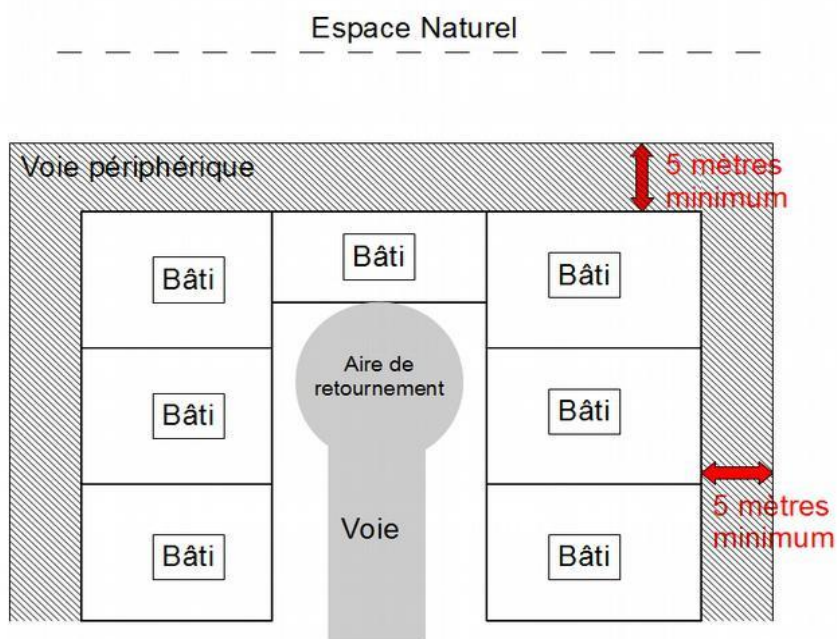 Espace Naturel
Voie périphérique
5 mètres
minimum
Bâti
Bâti
Bâti
Aire de
retournement
Bâti
Bâti
5 mètres
minimum
Voie
Bâti
Bâti